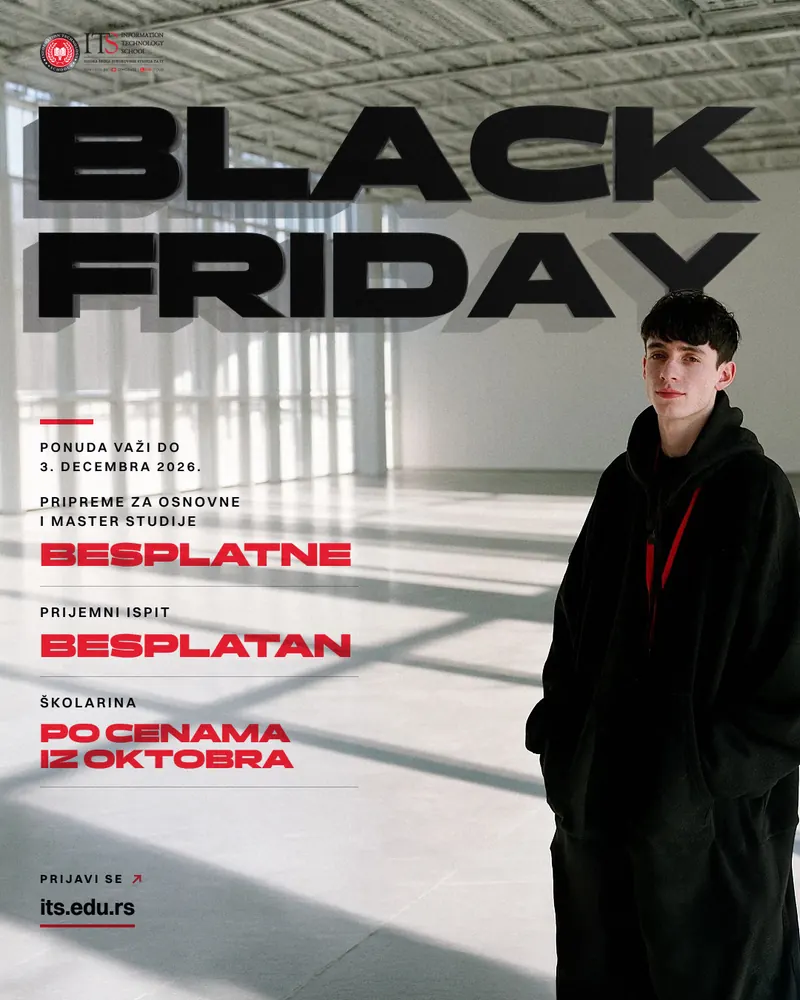 ITS INFORMATION
TECHNOLOGY
SCHOOL
BLACK
FRIDAY
PONUDA VAŽI DO
3. DECEMBRA 2026.
PRIPREME ZA OSNOVNE
I MASTER STUDIJE
BESPLATNE
PRIJEMNI ISPIT
BESPLATAN
ŠKOLARINA
PO CENAMA
IZ OKTOBRA
PRIJAVI SE
its.edu.rs